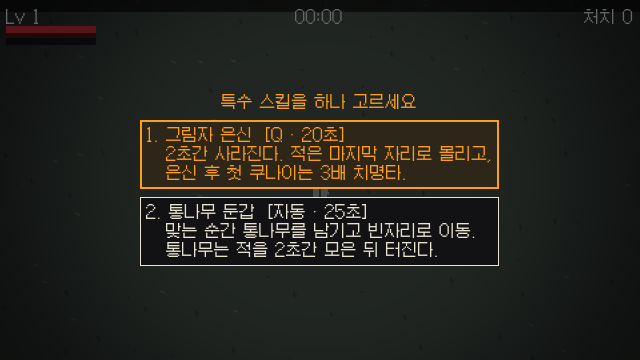 Lv 1
00:00
처치 0
특수 스킬을 하나 고르세요
1. 그림자 은신 [Q · 20초]
2초간 사라진다. 적은 마지막 자리로 몰리고,
은신 후 첫 쿠나이는 3배 치명타.
2. 통나무 둔갑 [자동 · 25초]
맞는 순간 통나무를 남기고 빈자리로 이동.
통나무는 적을 2초간 모은 뒤 터진다.